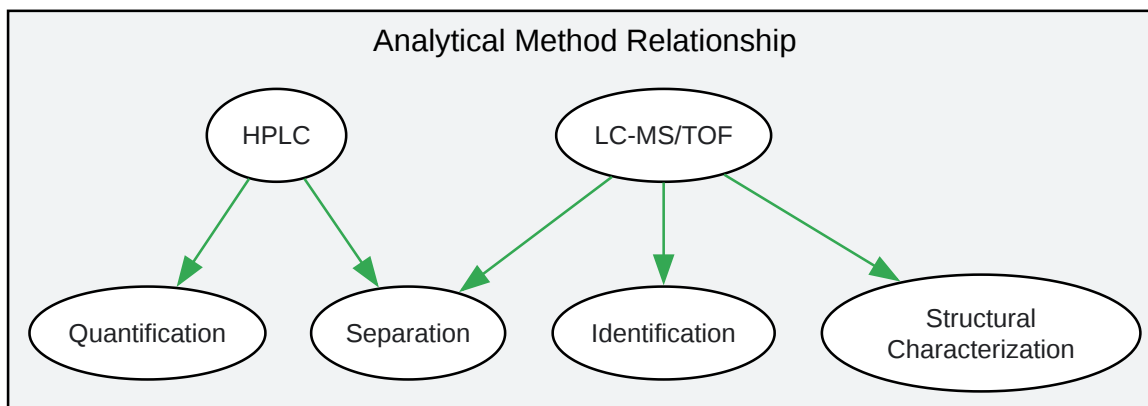 Analytical Method Relationship
HPLC
LC-MS/TOF
Quantification
Separation
Identification
Structural
Characterization